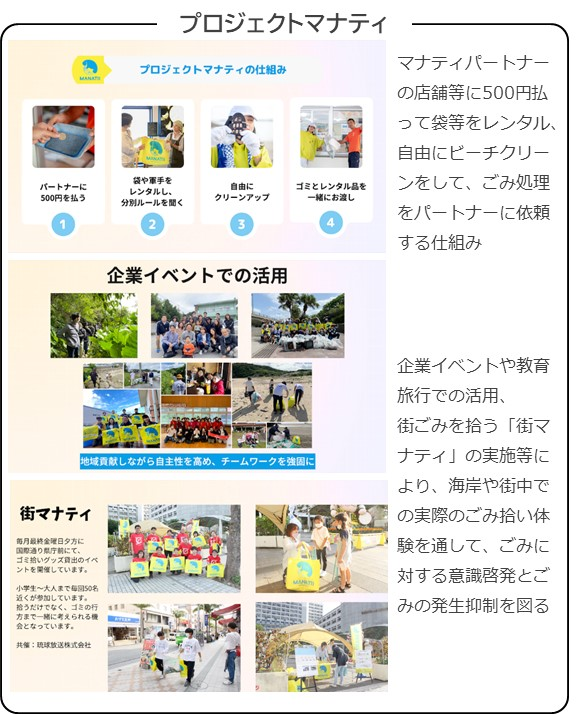 プロジェクトマナティ
プロジェクトマナティの仕組み
MANATII
パートナーに
500円を払う
1
袋や軍手を
レンタルし、
分別ルールを聞く
2
自由に
クリーンアップ
3
ゴミとレンタル品を
一緒にお渡し
4
マナティパートナー
の店舗等に500円払
って袋等をレンタル、
自由にビーチクリー
ンをして、ごみ処理
をパートナーに依頼
する仕組み
企業イベントでの活用
地域貢献しながら自主性を高め、チームワークを強固に
企業イベントや教育
旅行での活用、
街ごみを拾う「街マ
ナティ」の実施等に
より、海岸や街中で
の実際のごみ拾い体
験を通して、ごみに
対する意識啓発とご
みの発生抑制を図る
街マナティ
毎月最終金曜日夕方に
国際通り県庁前にて、
ゴミ拾いグッズ貸出のイベ
ントを開催しています。
小学生〜大人まで毎回50名
近くが参加しています。
拾うだけでなく、ゴミの行
方まで一緒に考えられる機
会となっています。
共催：琉球放送株式会社